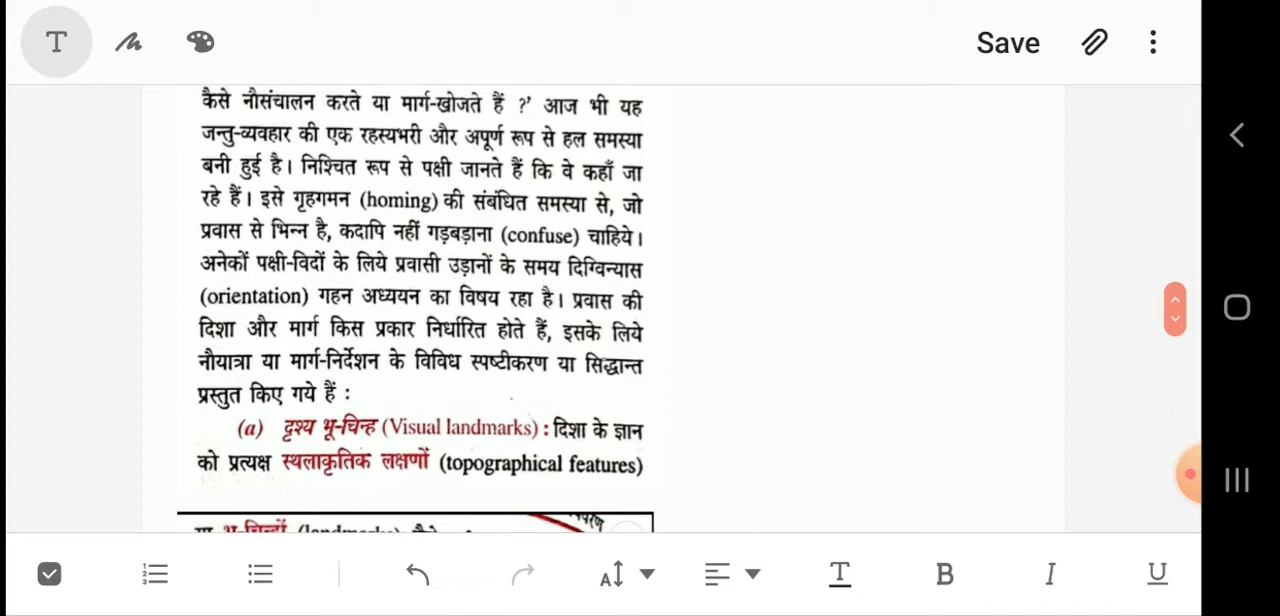 T
Save
कैसे नौसंचालन करते या मार्ग-खोजते हैं ?’ आज भी यह
जन्तु-व्यवहार की एक रहस्यभरी और अपूर्ण रूप से हल समस्या
बनी हुई है। निश्चित रूप से पक्षी जानते हैं कि वे कहाँ जा
रहे हैं। इसे गृहगमन (homing) की संबंधित समस्या से, जो
प्रवास से भिन्न है, कदापि नहीं गड़बड़ाना (confuse) चाहिये।
अनेकों पक्षी-विदों के लिये प्रवासी उड़ानों के समय दिग्विन्यास
(orientation) गहन अध्ययन का विषय रहा है। प्रवास की
दिशा और मार्ग किस प्रकार निर्धारित होते हैं, इसके लिये
नौयात्रा या मार्ग-निर्देशन के विविध स्पष्टीकरण या सिद्धान्त
प्रस्तुत किए गये हैं :
(a) दृश्य भू-चिन्ह (Visual landmarks) : दिशा के ज्ञान
को प्रत्यक्ष स्थलाकृतिक लक्षणों (topographical features)
या भू-चिन्हों (landmarks)
A T B I U